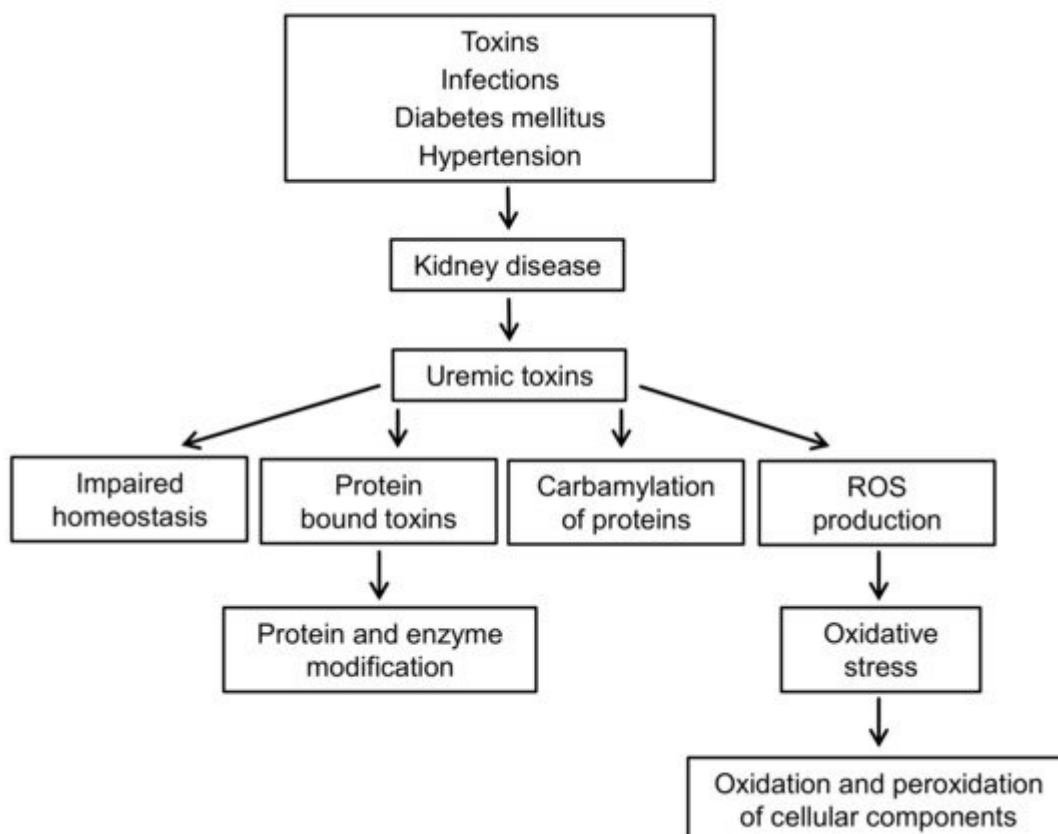 Toxins
Infections
Diabetes mellitus
Hypertension
Kidney disease
Uremic toxins
Impaired
homeostasis
Protein
bound toxins
Carbamylation
of proteins
ROS
production
Protein and enzyme
modification
Oxidative
stress
Oxidation and peroxidation
of cellular components